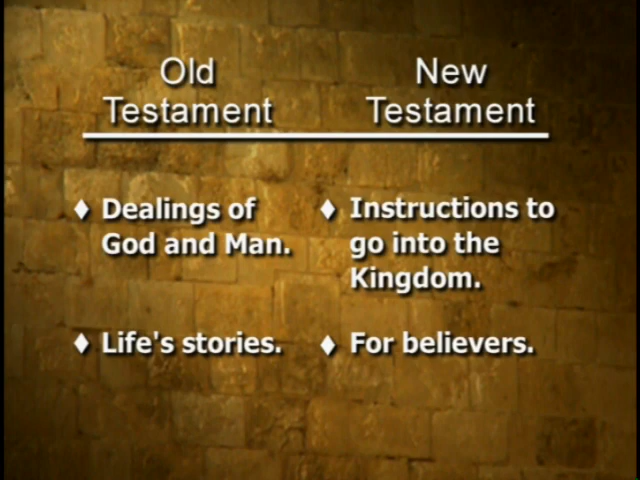 Old
Testament
New
Testament
♦ Dealings of
God and Man.
♦ Life's stories.
♦ Instructions to
go into the
Kingdom.
♦ For believers.